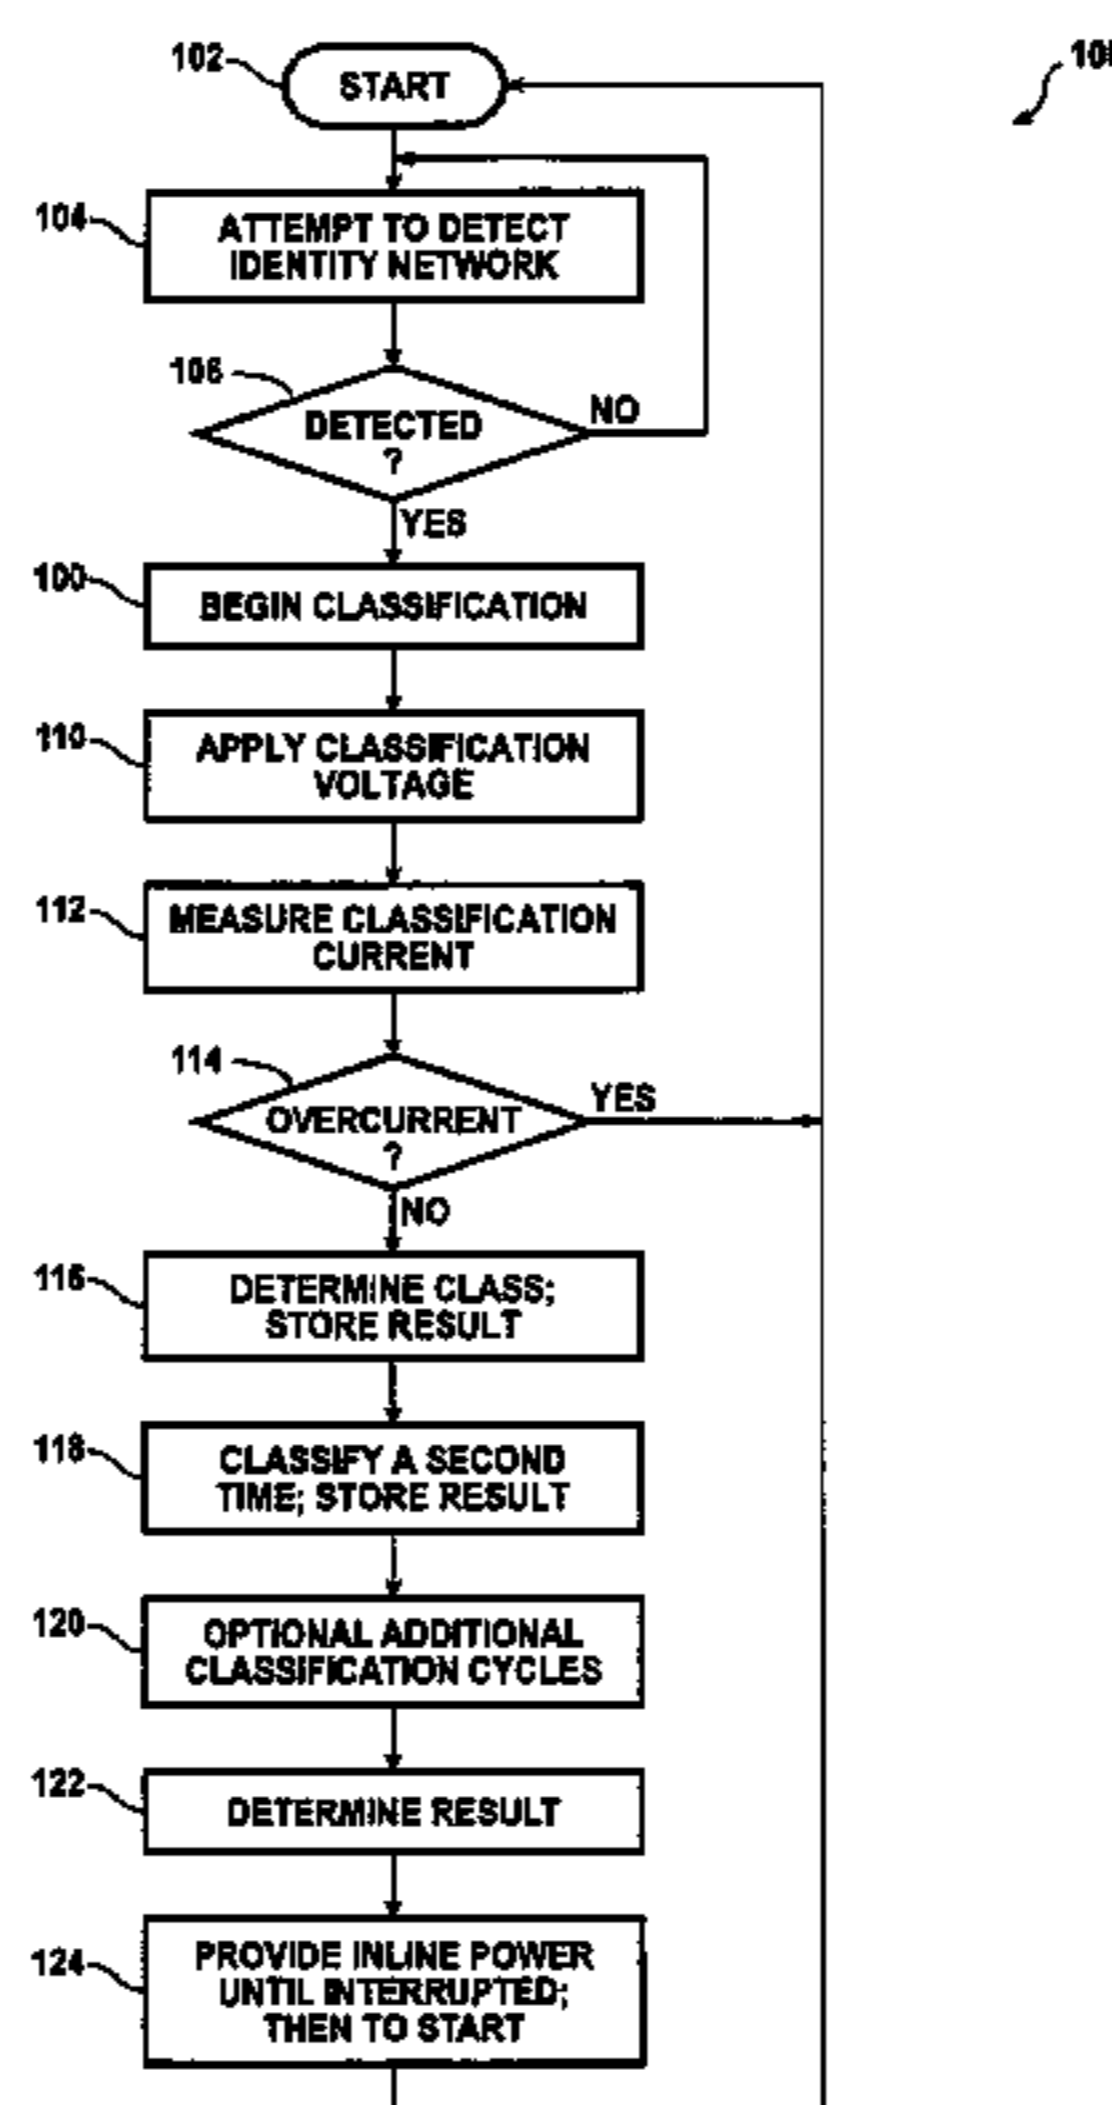 102
START
104
ATTEMPT TO DETECT
IDENTITY NETWORK
106
DETECTED
?
NO
YES
100
BEGIN CLASSIFICATION
110
APPLY CLASSIFICATION
VOLTAGE
112
MEASURE CLASSIFICATION
CURRENT
114
OVERCURRENT
?
YES
NO
116
DETERMINE CLASS;
STORE RESULT
118
CLASSIFY A SECOND
TIME; STORE RESULT
120
OPTIONAL ADDITIONAL
CLASSIFICATION CYCLES
122
DETERMINE RESULT
124
PROVIDE INLINE POWER
UNTIL INTERRUPTED;
THEN TO START